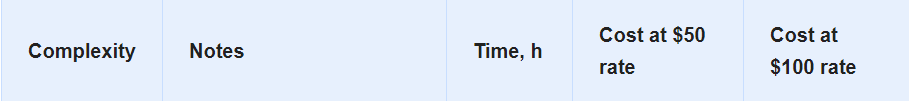 Complexity
Notes
Time, h
Cost at $50
rate
Cost at
$100 rate